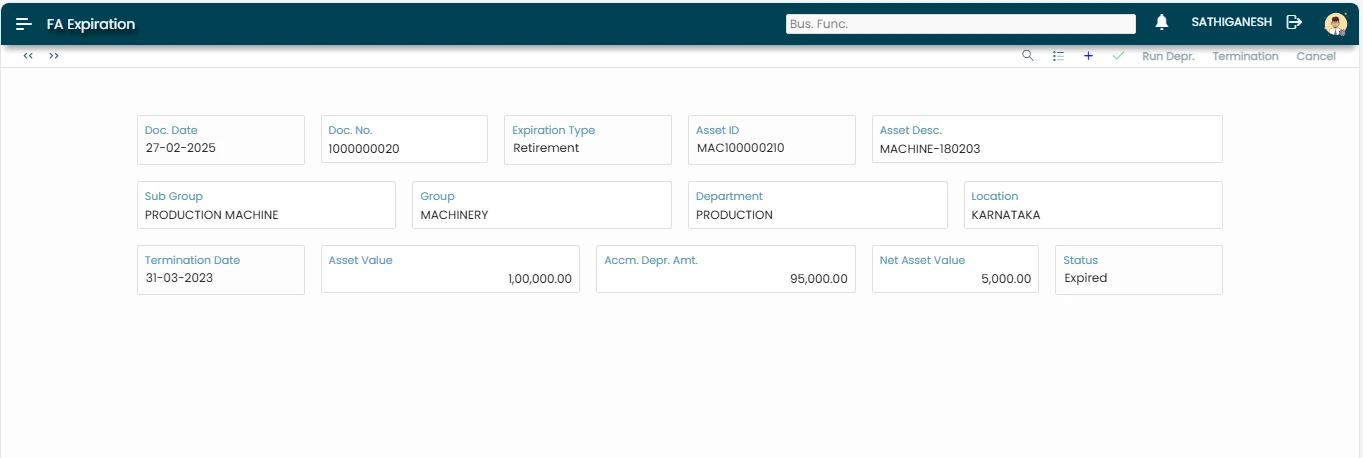 FA Expiration
Bus. Func.
SATHIGANESH
<< >>
Run Depr. Termination Cancel
Doc. Date
27-02-2025
Doc. No.
1000000020
Expiration Type
Retirement
Asset ID
MAC100000210
Asset Desc.
MACHINE-180203
Sub Group
PRODUCTION MACHINE
Group
MACHINERY
Department
PRODUCTION
Location
KARNATAKA
Termination Date
31-03-2023
Asset Value
1,00,000.00
Accm. Depr. Amt.
95,000.00
Net Asset Value
5,000.00
Status
Expired